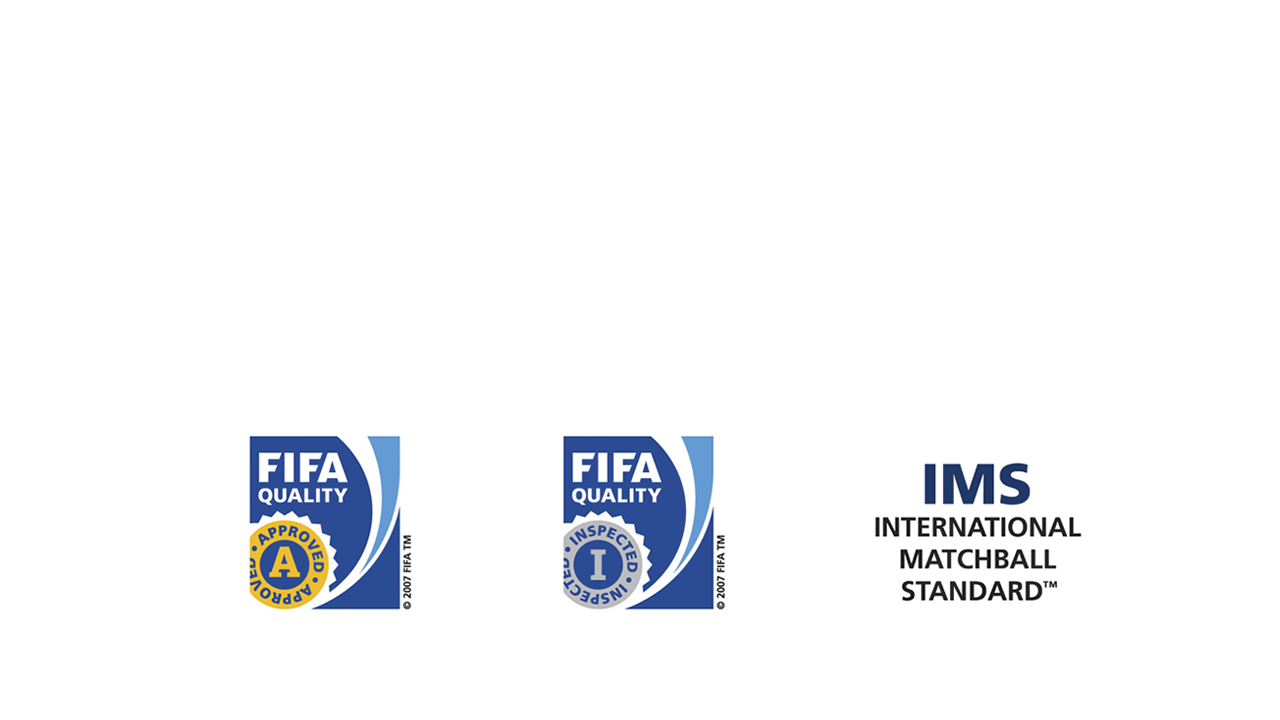 FIFA
QUALITY
APPROVED • APPROVED •
A
© 2007 FIFA TM
FIFA
QUALITY
INSPECTED • INSPECTED •
I
© 2007 FIFA TM
IMS
INTERNATIONAL
MATCHBALL
STANDARD™